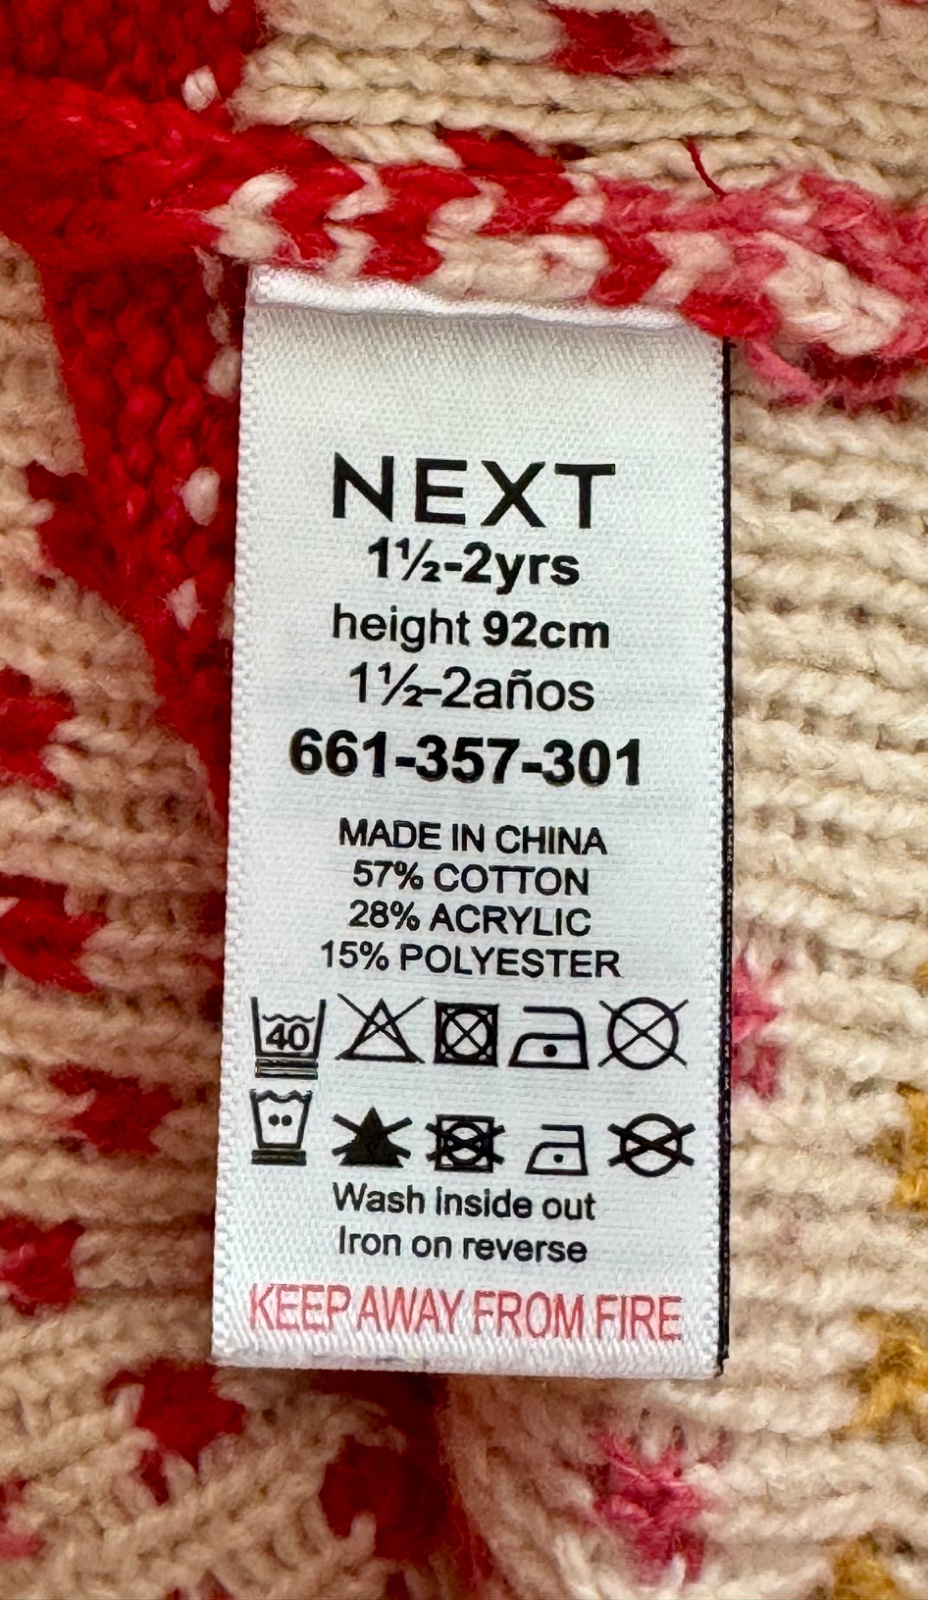 NEXT
1½-2yrs
height 92cm
1½-2años
661-357-301
MADE IN CHINA
57% COTTON
28% ACRYLIC
15% POLYESTER
40
Wash inside out
Iron on reverse
KEEP AWAY FROM FIRE